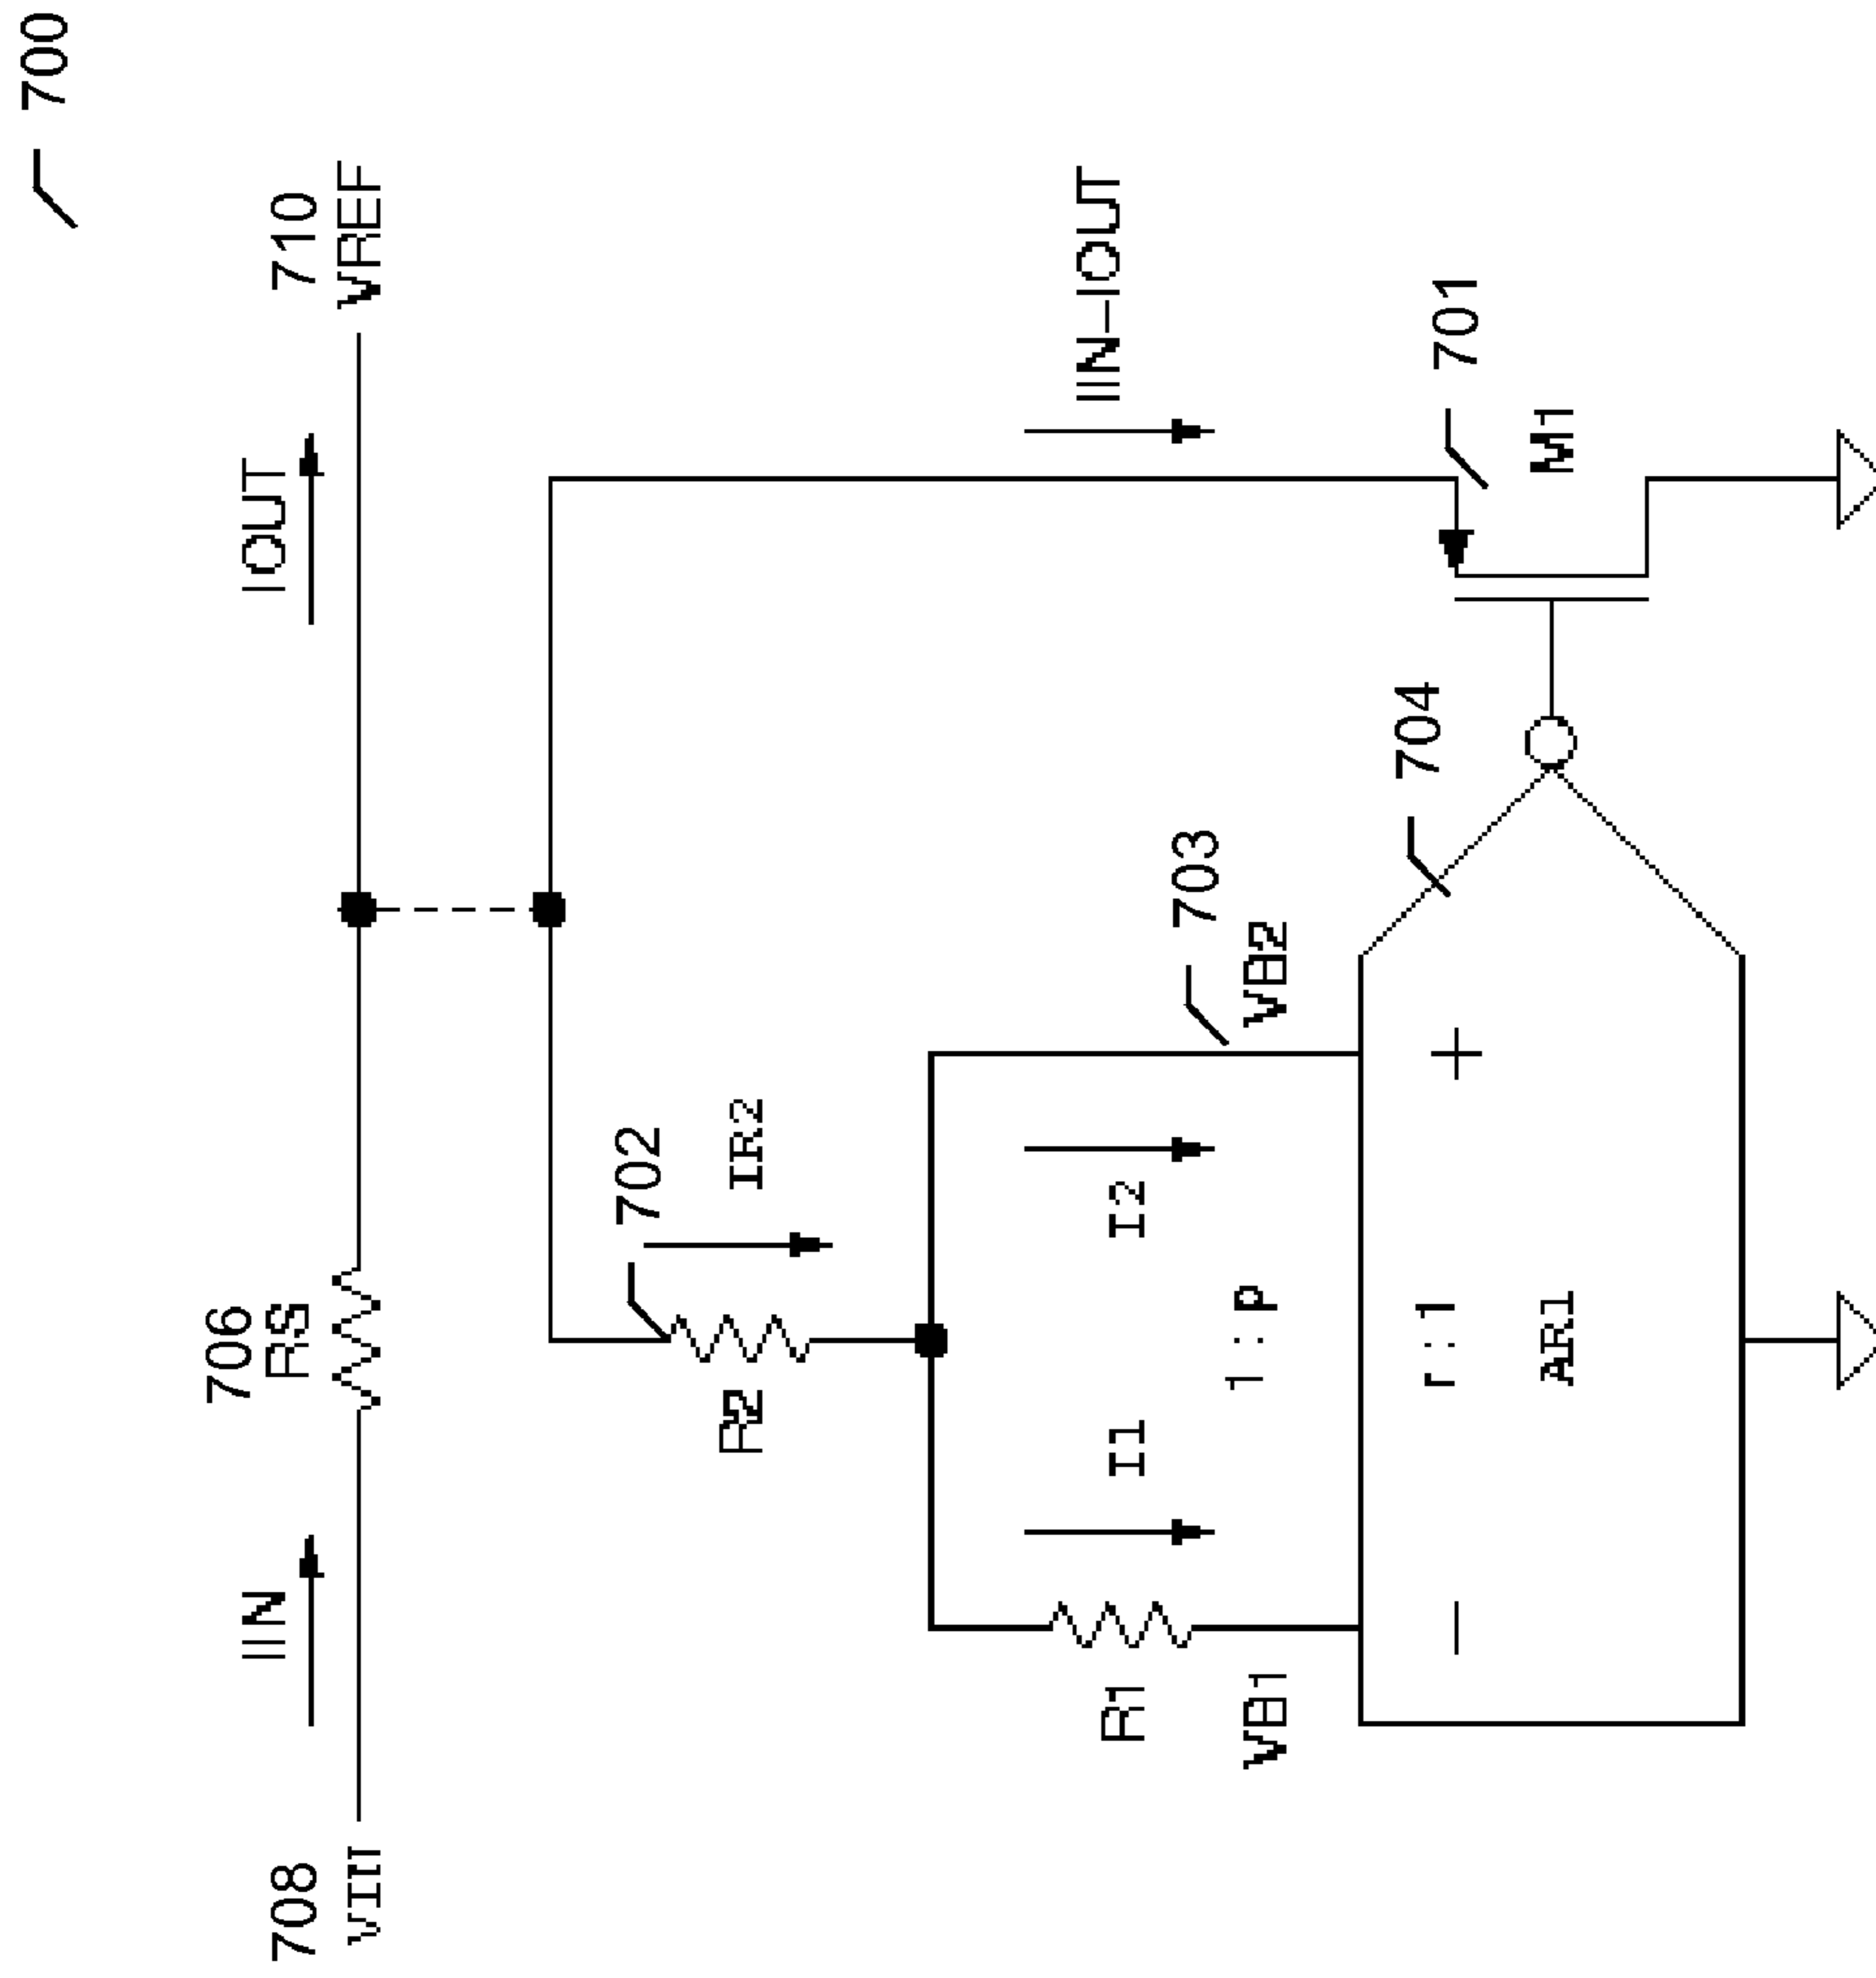 700
706
IIN
IOUT
RS
708
710
VIN
VREF
702
R2
IR2
IIN–IOUT
R1
I1
I2
703
VB1
1:p
VB2
704
701
r:1
–
+
AR1
M1